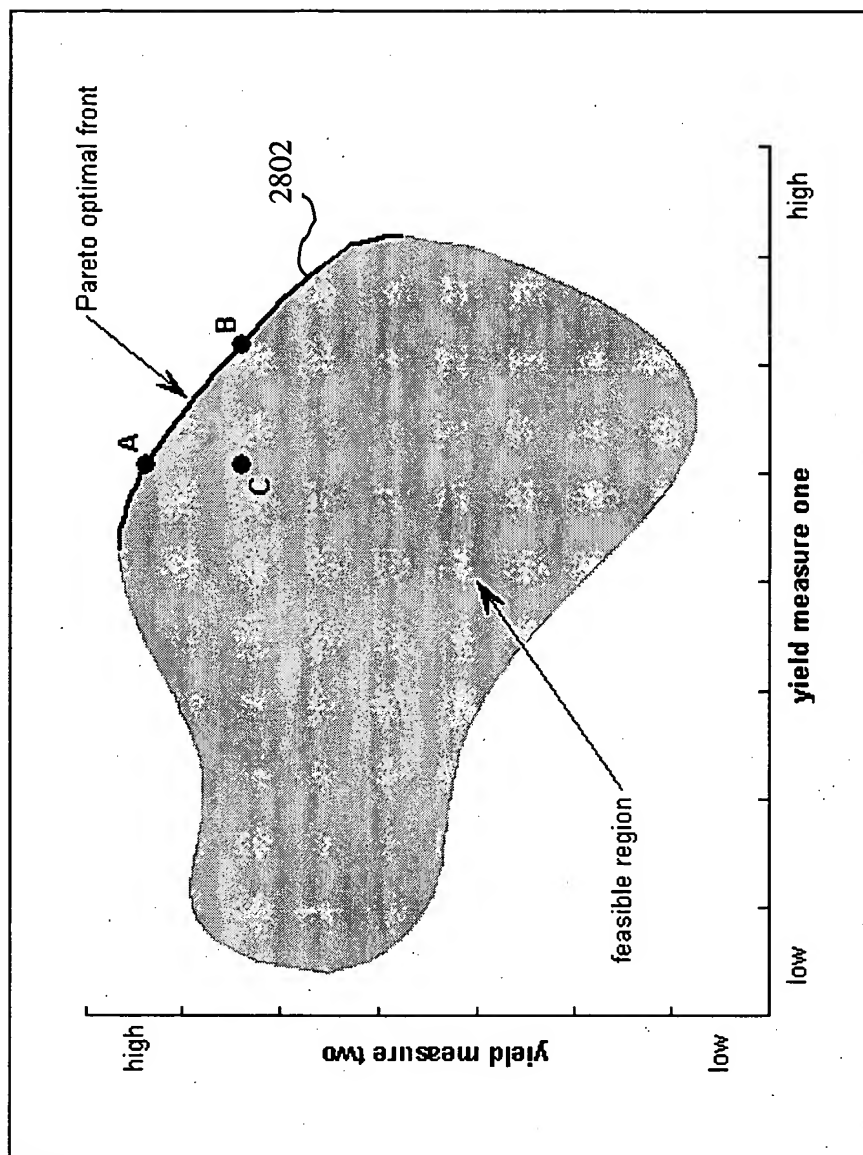 Pareto optimal front
2802
A
B
C
feasible region
high
yield measure two
low
low
high
yield measure one